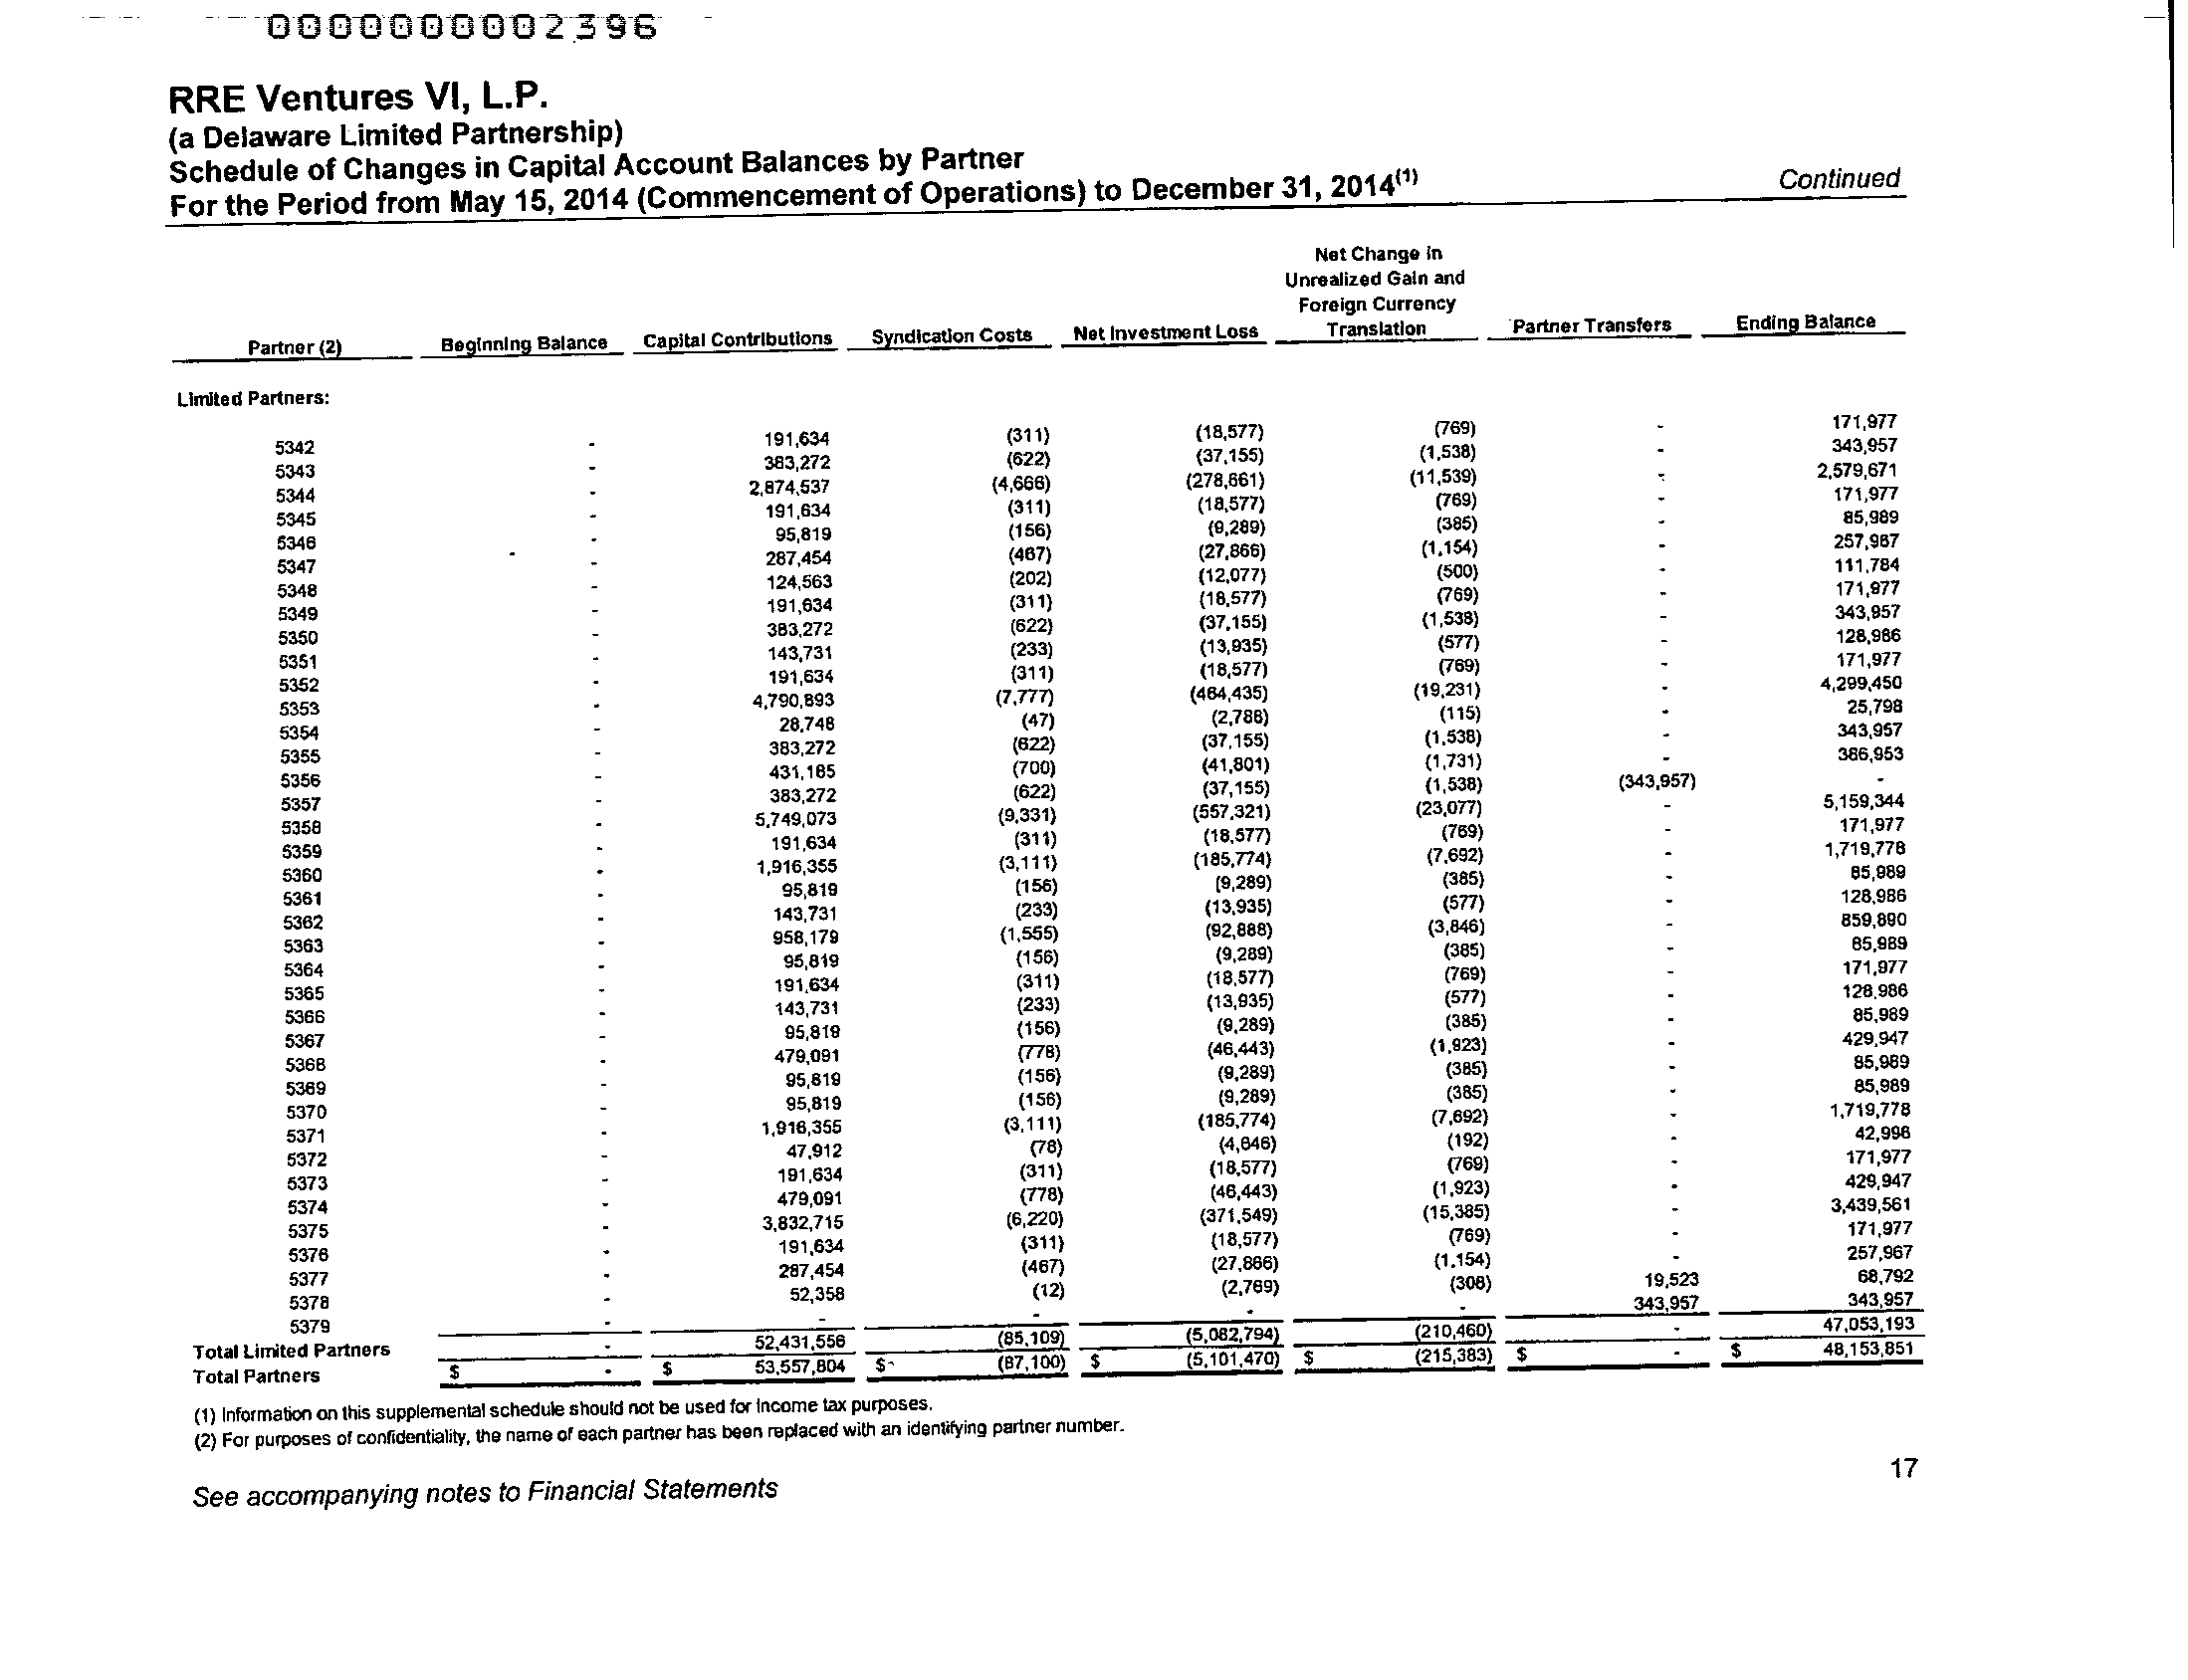 0000000002396
RRE Ventures VI, L.P.
(a Delaware Limited Partnership)
Schedule of Changes in Capital Account Balances by Partner
For the Period from May 15, 2014 (Commencement of Operations) to December 31, 2014(1) Continued
Partner (2) Beginning Balance Capital Contributions Syndication Costs Net Investment Loss Net Change in Unrealized Gain and Foreign Currency Translation Partner Transfers Ending Balance
Limited Partners:
5342 - 191,634 (311) (18,577) (769) - 171,977
5343 - 383,272 (622) (37,155) (1,538) - 343,957
5344 - 2,874,537 (4,666) (278,661) (11,539) - 2,579,671
5345 - 191,634 (311) (18,577) (769) - 171,977
5346 - 95,819 (156) (9,289) (385) - 85,989
5347 - 287,454 (467) (27,866) (1,154) - 257,967
5348 - 124,563 (202) (12,077) (500) - 111,784
5349 - 191,634 (311) (18,577) (769) - 171,977
5350 - 383,272 (622) (37,155) (1,538) - 343,957
5351 - 143,731 (233) (13,935) (577) - 128,986
5352 - 191,634 (311) (18,577) (769) - 171,977
5353 - 4,790,893 (7,777) (464,435) (19,231) - 4,299,450
5354 - 28,748 (47) (2,788) (115) - 25,798
5355 - 383,272 (622) (37,155) (1,538) - 343,957
5356 - 431,185 (700) (41,801) (1,731) - 386,953
5357 - 383,272 (622) (37,155) (1,538) (343,957) -
5358 - 5,749,073 (9,331) (557,321) (23,077) - 5,159,344
5359 - 191,634 (311) (18,577) (769) - 171,977
5360 - 1,916,355 (3,111) (185,774) (7,692) - 1,719,778
5361 - 95,819 (156) (9,289) (385) - 85,989
5362 - 143,731 (233) (13,935) (577) - 128,986
5363 - 958,179 (1,555) (92,888) (3,846) - 859,890
5364 - 95,819 (156) (9,289) (385) - 85,989
5365 - 191,634 (311) (18,577) (769) - 171,977
5366 - 143,731 (233) (13,935) (577) - 128,986
5367 - 95,819 (156) (9,289) (385) - 85,989
5368 - 479,091 (778) (46,443) (1,923) - 429,947
5369 - 95,819 (156) (9,289) (385) - 85,989
5370 - 95,819 (156) (9,289) (385) - 85,989
5371 - 1,916,355 (3,111) (185,774) (7,692) - 1,719,778
5372 - 47,912 (78) (4,646) (192) - 42,996
5373 - 191,634 (311) (18,577) (769) - 171,977
5374 - 479,091 (778) (46,443) (1,923) - 429,947
5375 - 3,832,715 (6,220) (371,549) (15,385) - 3,439,561
5376 - 191,634 (311) (18,577) (769) - 171,977
5377 - 287,454 (467) (27,866) (1,154) - 257,967
5378 - 52,358 (12) (2,769) (308) 19,523 68,792
5379 - - - - - 343,957 343,957
Total Limited Partners - 52,431,556 (85,109) (5,082,794) (210,460) - 47,053,193
Total Partners $ - $ 53,557,804 $ (87,100) $ (5,101,470) $ (215,383) $ - $ 48,153,851
(1) Information on this supplemental schedule should not be used for income tax purposes.
(2) For purposes of confidentiality, the name of each partner has been replaced with an identifying partner number.
17
See accompanying notes to Financial Statements